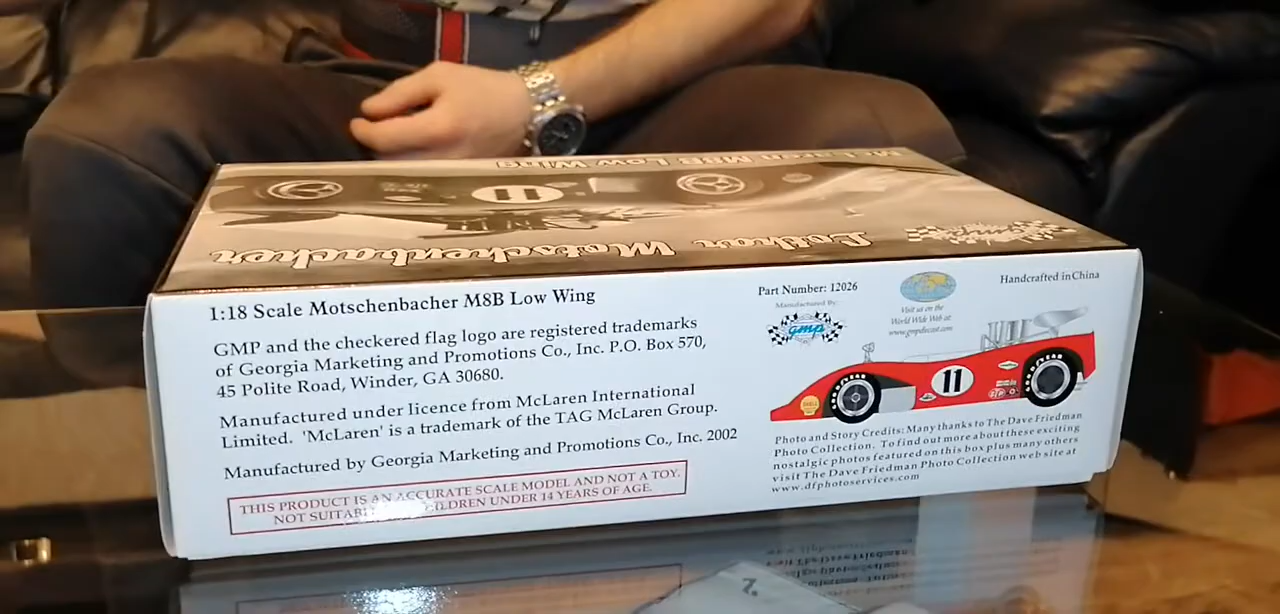 McLaren M8B Low Wing
11
Lothar Motschenbacher
1:18 Scale Motschenbacher M8B Low Wing
GMP and the checkered flag logo are registered trademarks
of Georgia Marketing and Promotions Co., Inc. P.O. Box 570,
45 Polite Road, Winder, GA 30680.
Manufactured under licence from McLaren International
Limited. 'McLaren' is a trademark of the TAG McLaren Group.
Manufactured by Georgia Marketing and Promotions Co., Inc. 2002
THIS PRODUCT IS AN ACCURATE SCALE MODEL AND NOT A TOY.
NOT SUITAB ILDREN UNDER 14 YEARS OF AGE.
Part Number: 12026
Manufactured By:
gmp
Visit us on the
World Wide Web at:
www.gmpdiecast.com
Handcrafted in China
11
Photo and Story Credits: Many thanks to The Dave Friedman
Photo Collection. To find out more about these exciting
nostalgic photos featured on this box plus many others
visit The Dave Friedman Photo Collection web site at
www.dfphotoservices.com